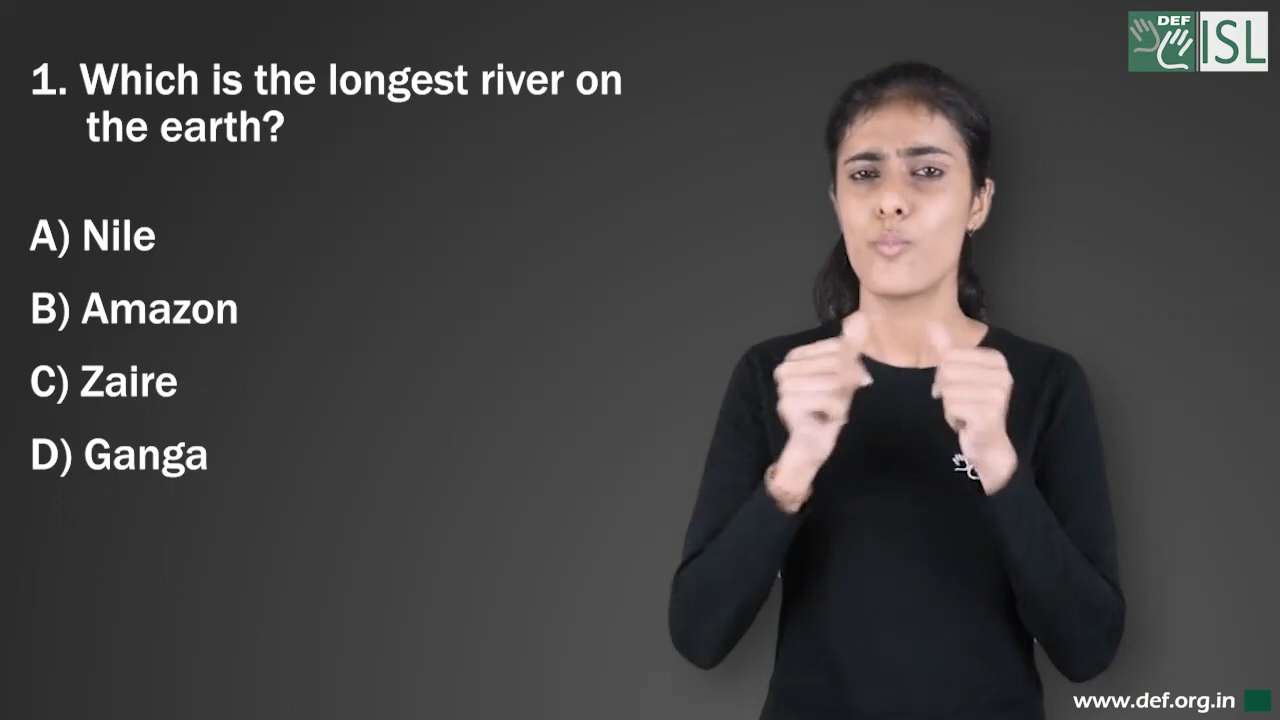 DEF
ISL
1. Which is the longest river on
the earth?
A) Nile
B) Amazon
C) Zaire
D) Ganga
www.def.org.in